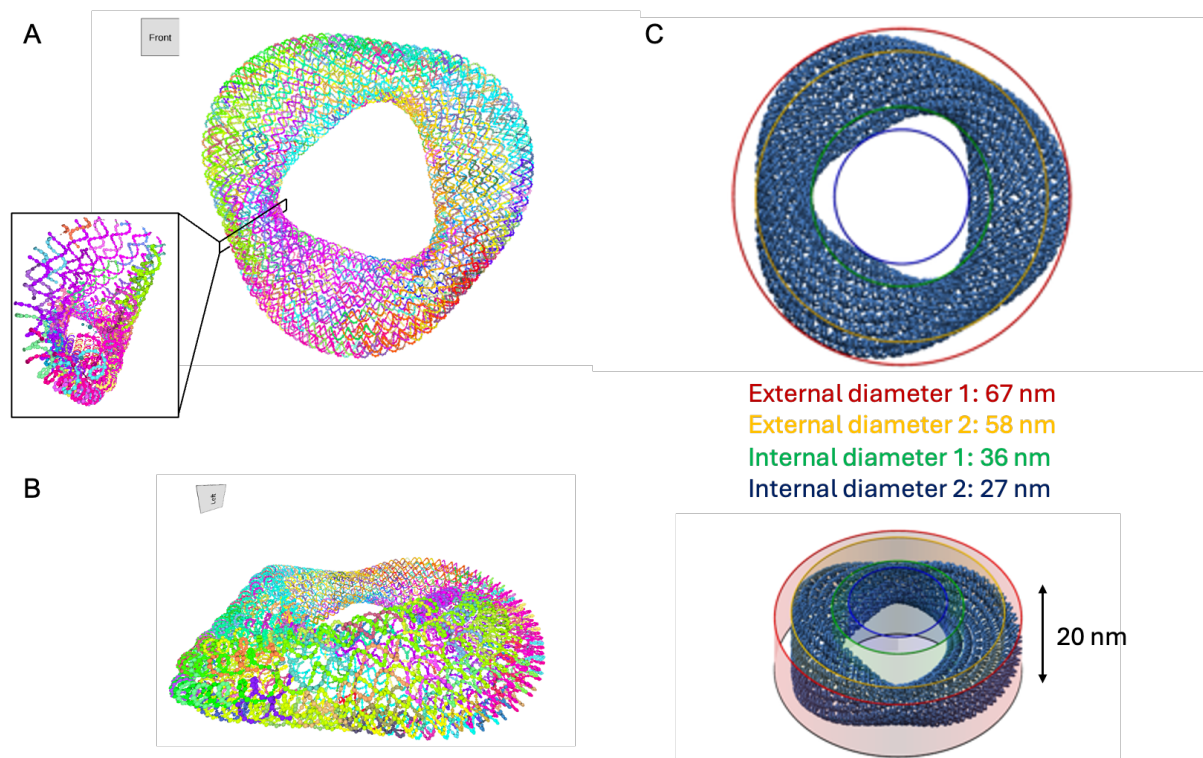 A
Front
C
External diameter 1: 67 nm
External diameter 2: 58 nm
Internal diameter 1: 36 nm
Internal diameter 2: 27 nm
B
Left
20 nm